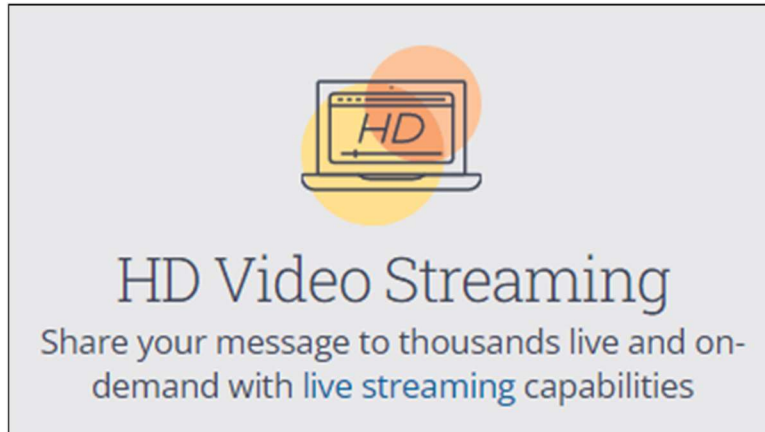 HD
HD Video Streaming
Share your message to thousands live and on-
demand with live streaming capabilities